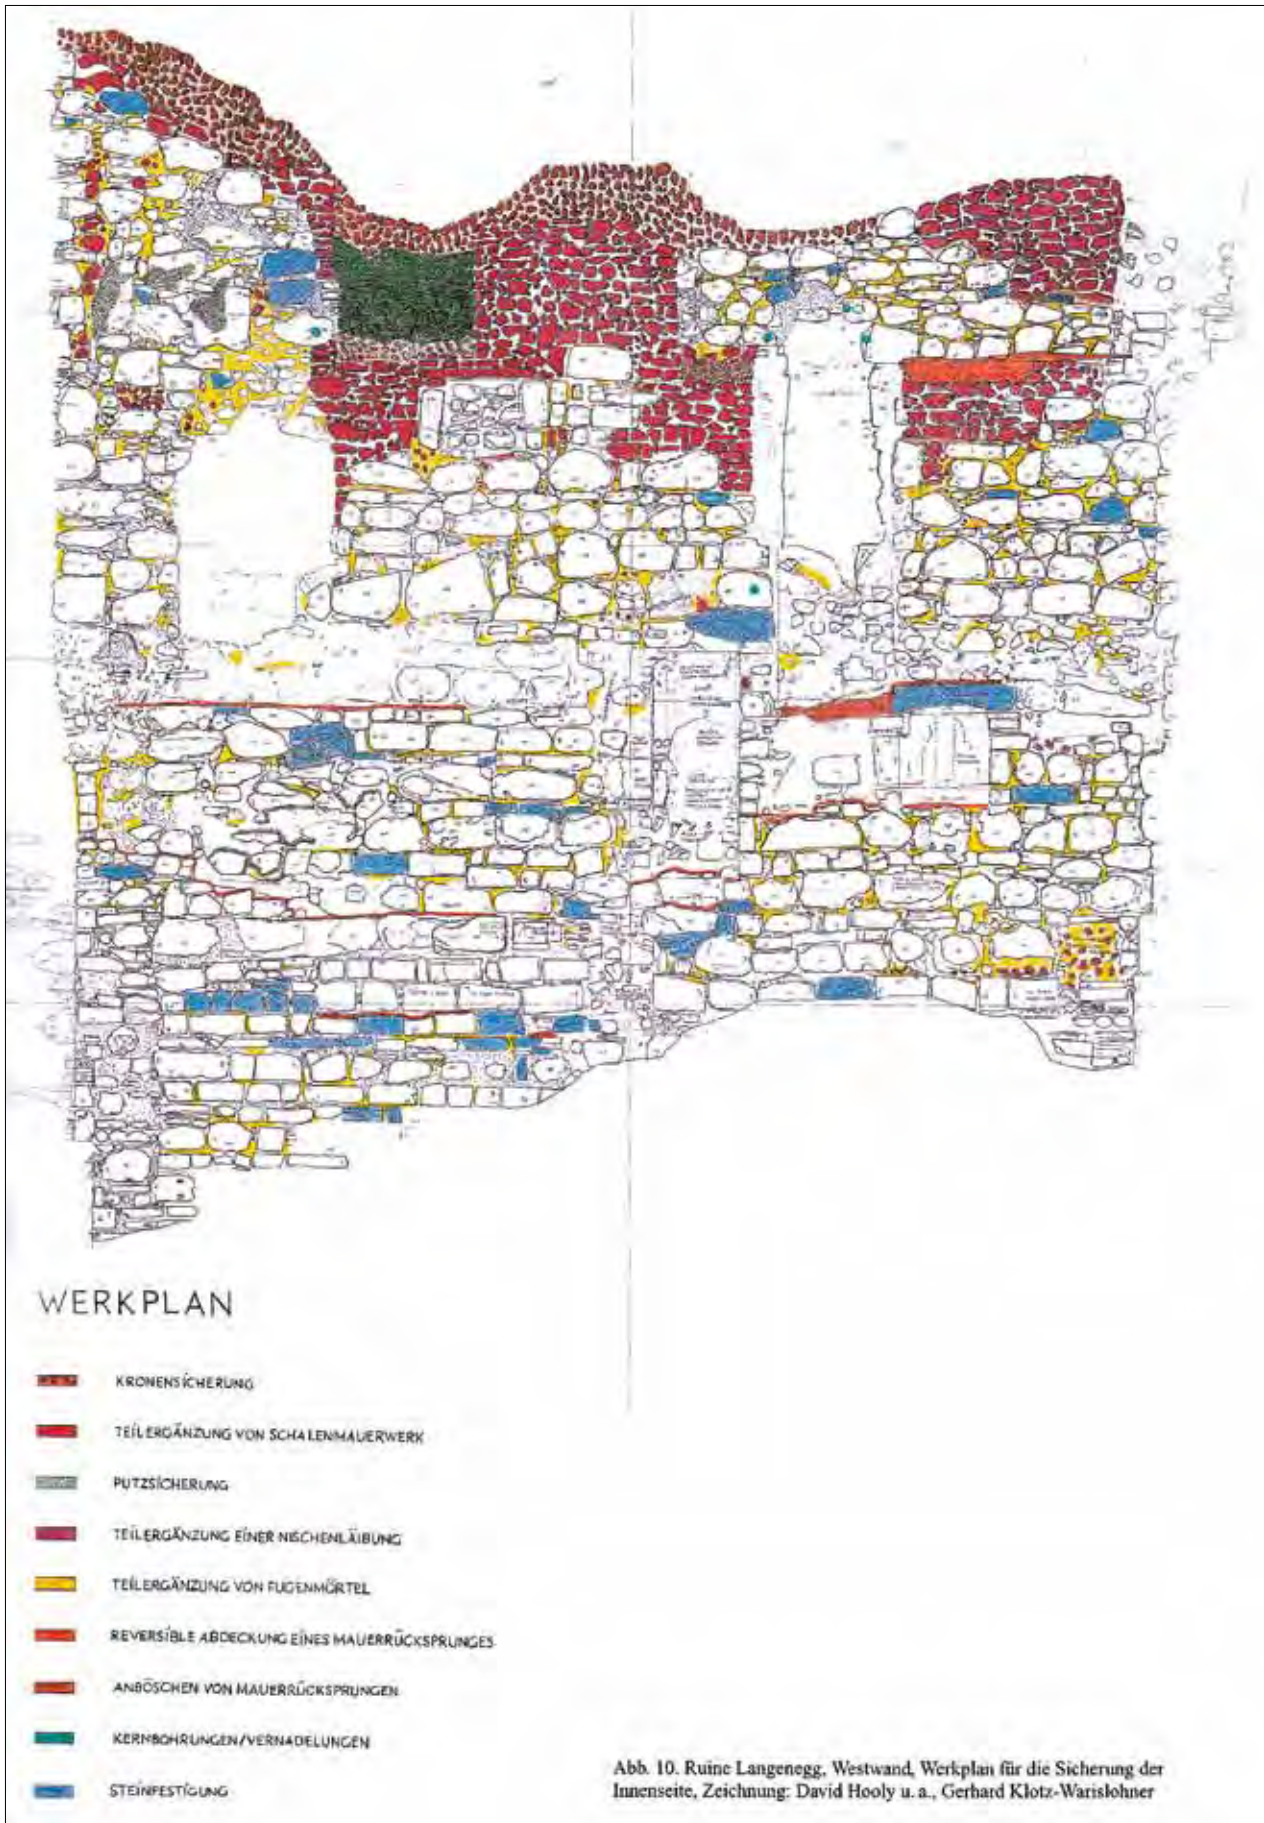 WERKPLAN
KRONENSICHERUNG
TEILERGÄNZUNG VON SCHALENMAUERWERK
PUTZSICHERUNG
TEILERGÄNZUNG EINER NISCHENLÄIBUNG
TEILERGÄNZUNG VON FUGENMÖRTEL
REVERSIBLE ABDECKUNG EINES MAUERRÜCKSPRUNGES
ANBÖSCHEN VON MAUERRÜCKSPRUNGEN
KERNBOHRUNGEN/VERNADELUNGEN
STEINFESTIGUNG
Abb. 10. Ruine Langenegg, Westwand, Werkplan für die Sicherung der
Innenseite, Zeichnung: David Hooly u. a., Gerhard Klotz-Warislohner